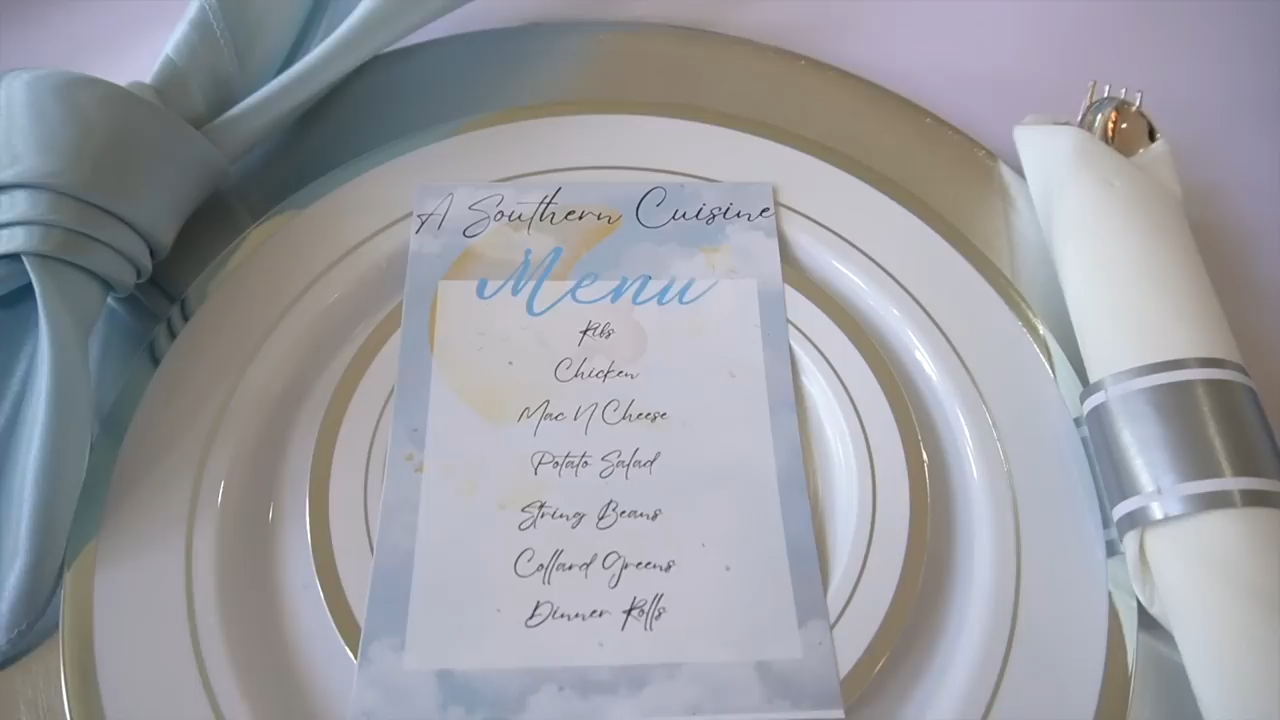 A Southern Cuisine
Menu
Ribs
Chicken
Mac N Cheese
Potato Salad
String Beans
Collard Greens
Dinner Rolls